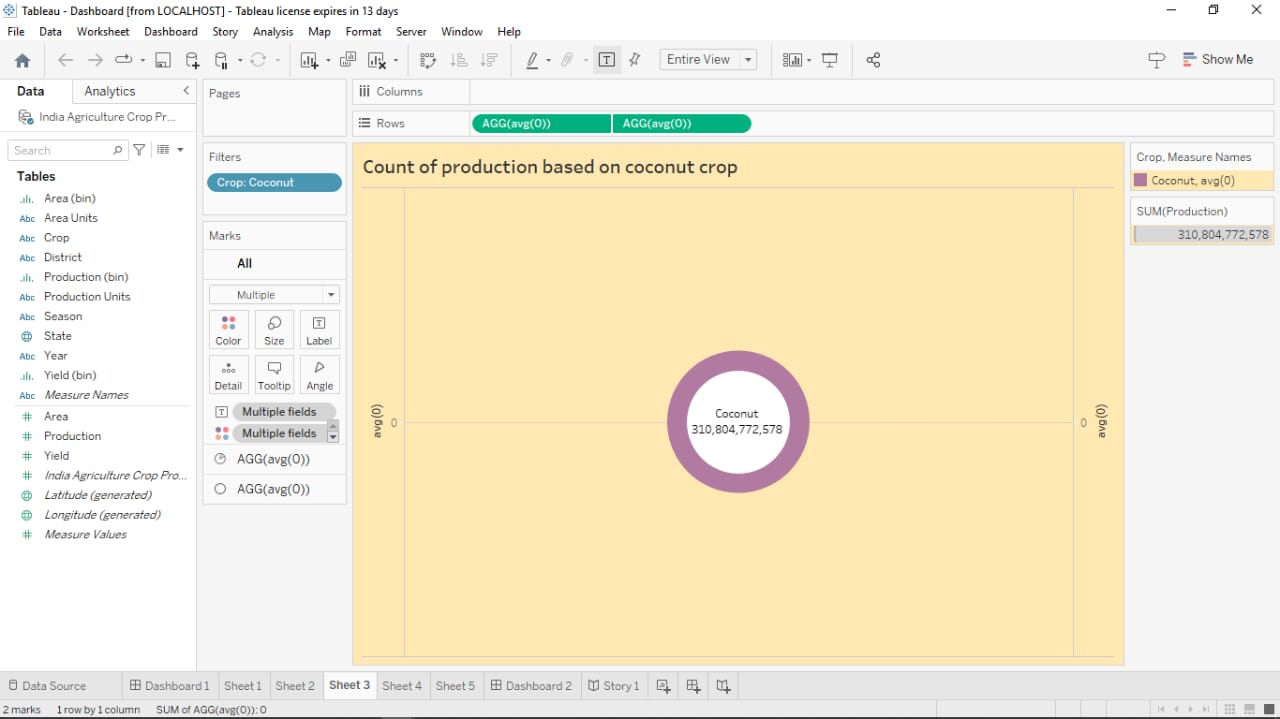 Tableau - Dashboard [from LOCALHOST] - Tableau license expires in 13 days
File Data Worksheet Dashboard Story Analysis Map Format Server Window Help
Entire View
Show Me
Data Analytics
India Agriculture Crop Pr...
Search
Tables
Area (bin)
Abc Area Units
Abc Crop
Abc District
Production (bin)
Abc Production Units
Abc Season
State
Abc Year
Yield (bin)
Abc Measure Names
# Area
# Production
# Yield
# India Agriculture Crop Pro...
Latitude (generated)
Longitude (generated)
# Measure Values
Pages
Filters
Crop: Coconut
Marks
All
Multiple
Color Size Label
Detail Tooltip Angle
Multiple fields
Multiple fields
AGG(avg(0))
AGG(avg(0))
Columns
Rows AGG(avg(0)) AGG(avg(0))
Count of production based on coconut crop
avg(0)
0
Coconut
310,804,772,578
0
avg(0)
Crop, Measure Names
Coconut, avg(0)
SUM(Production)
310,804,772,578
Data Source Dashboard 1 Sheet 1 Sheet 2 Sheet 3 Sheet 4 Sheet 5 Dashboard 2 Story 1
2 marks 1 row by 1 column SUM of AGG(avg(0)): 0